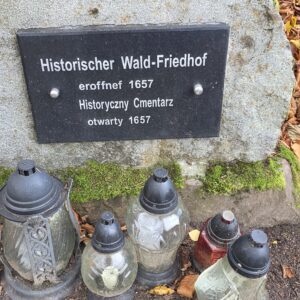 Historischer Wald-Friedhof
eroffnef 1657
Historyczny Cmentarz
otwarty 1657